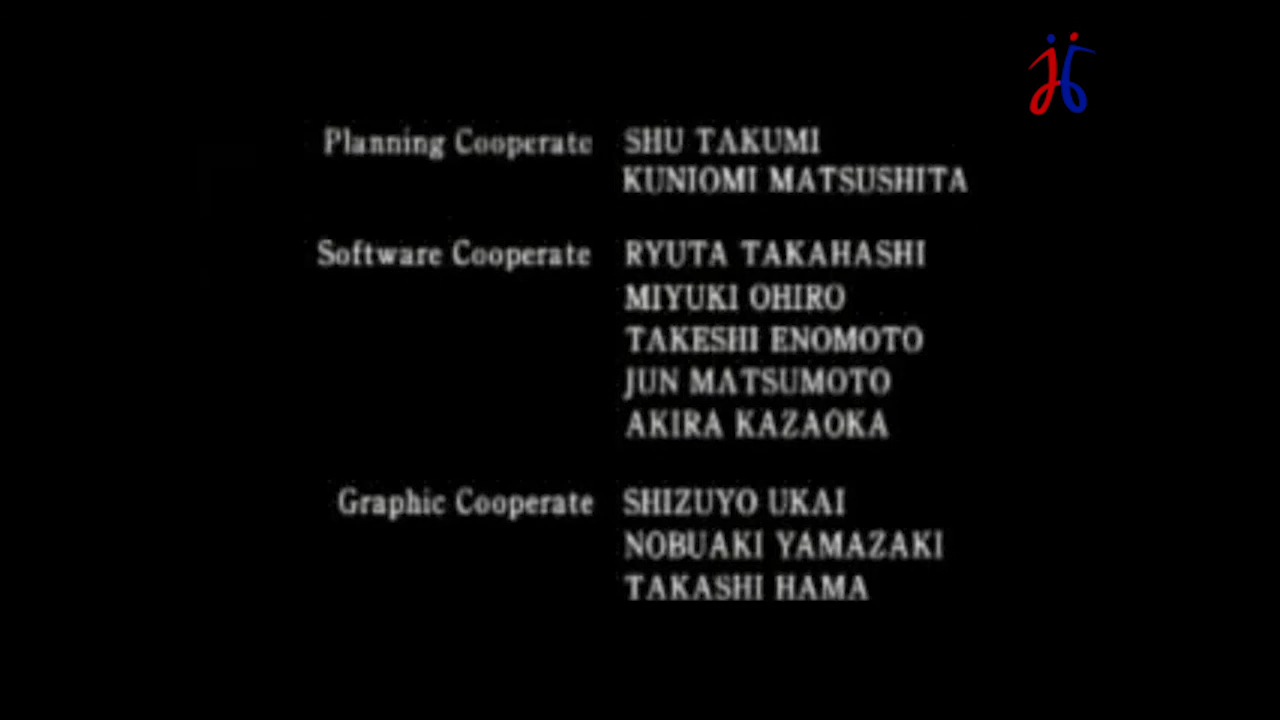 Planning Cooperate SHU TAKUMI
KUNIOMI MATSUSHITA
Software Cooperate RYUTA TAKAHASHI
MIYUKI OHIRO
TAKESHI ENOMOTO
JUN MATSUMOTO
AKIRA KAZAOKA
Graphic Cooperate SHIZUYO UKAI
NOBUAKI YAMAZAKI
TAKASHI HAMA